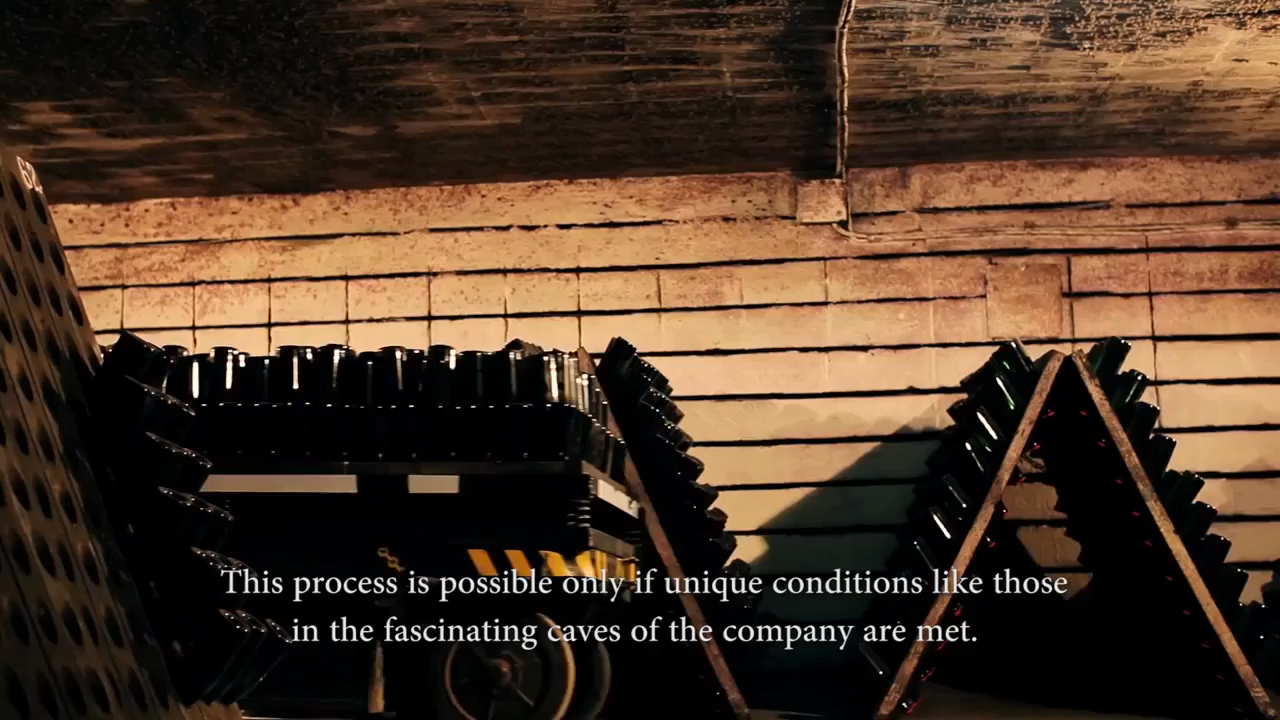 This process is possible only if unique conditions like those
in the fascinating caves of the company are met.